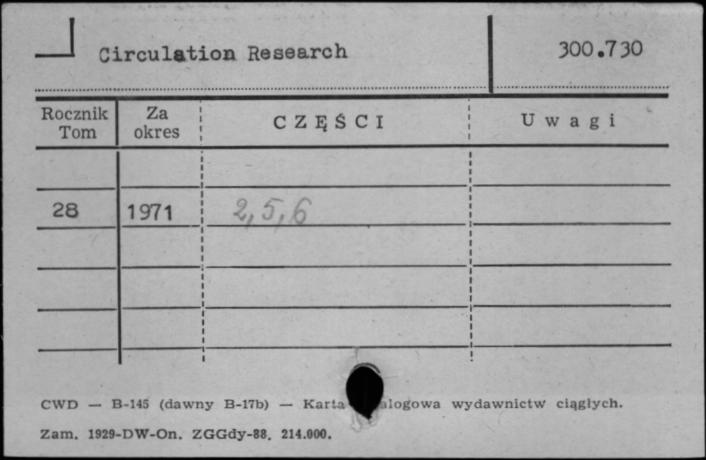 Circulation Research 300.730
Rocznik Tom Za okres CZĘŚCI Uwagi
28 1971 2, 5, 6
CWD — B-145 (dawny B-17b) — Karta alogowa wydawnictw ciągłych.
Zam. 1929-DW-On. ZGGdy-88, 214.000.